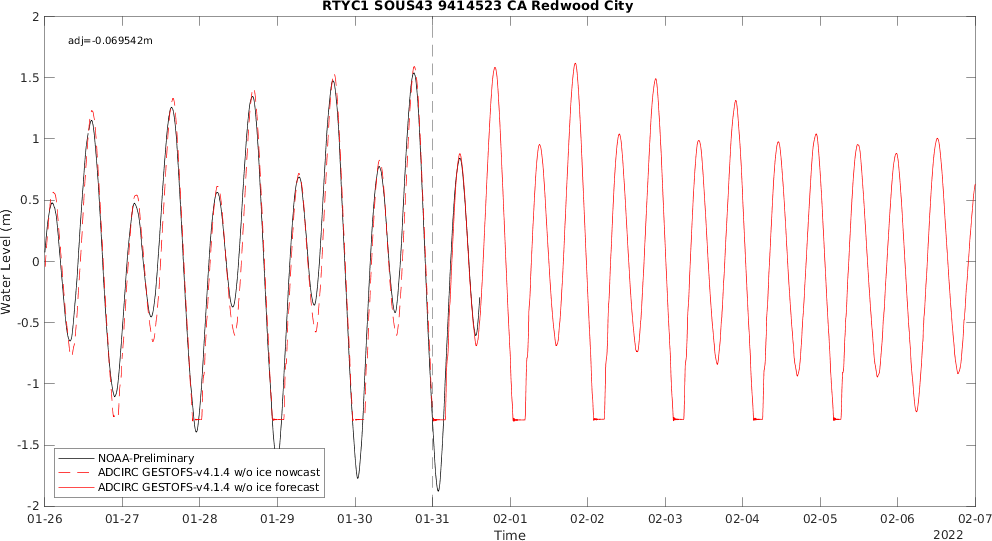 RTYC1 SOUS43 9414523 CA Redwood City
adj=-0.069542m
2
1.5
1
0.5
0
-0.5
-1
-1.5
-2
Water Level (m)
NOAA-Preliminary
ADCIRC GESTOFS-v4.1.4 w/o ice nowcast
ADCIRC GESTOFS-v4.1.4 w/o ice forecast
01-26 01-27 01-28 01-29 01-30 01-31 02-01 02-02 02-03 02-04 02-05 02-06 02-07
Time
2022